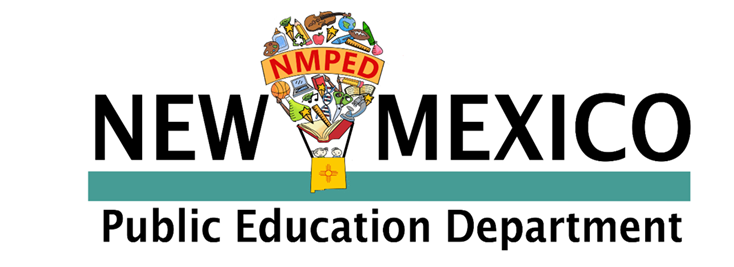 NMPED
NEW MEXICO
Public Education Department